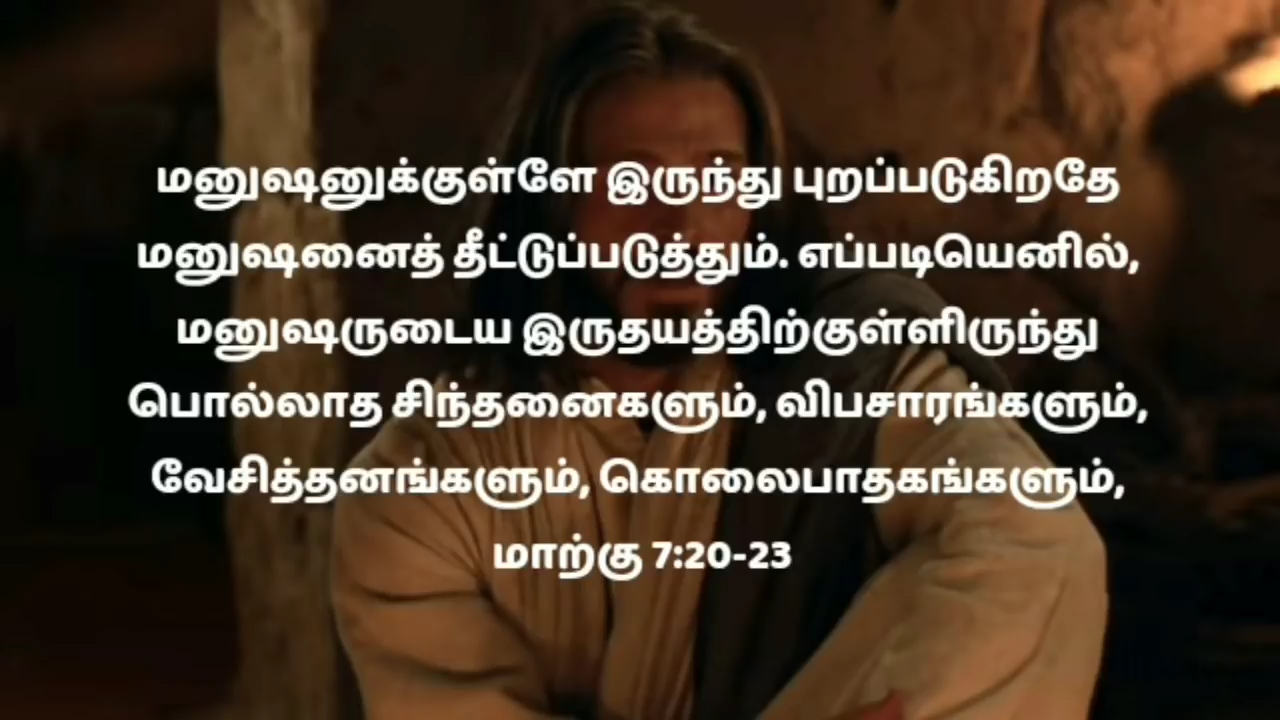 மனுஷனுக்குள்ளே இருந்து புறப்படுகிறதே
மனுஷனைத் தீட்டுப்படுத்தும். எப்படியெனில்,
மனுஷருடைய இருதயத்திற்குள்ளிருந்து
பொல்லாத சிந்தனைகளும், விபசாரங்களும்,
வேசித்தனங்களும், கொலைபாதகங்களும்,
மாற்கு 7:20-23